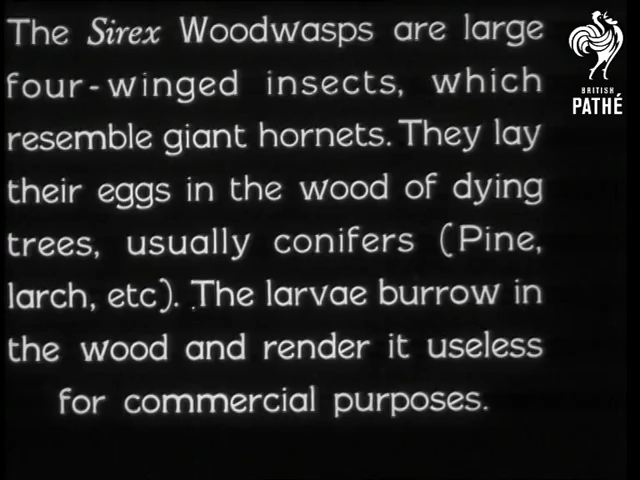 The Sirex Woodwasps are large
four-winged insects, which
resemble giant hornets. They lay
their eggs in the wood of dying
trees, usually conifers (Pine,
larch, etc). The larvae burrow in
the wood and render it useless
for commercial purposes.
BRITISH
PATHÉ